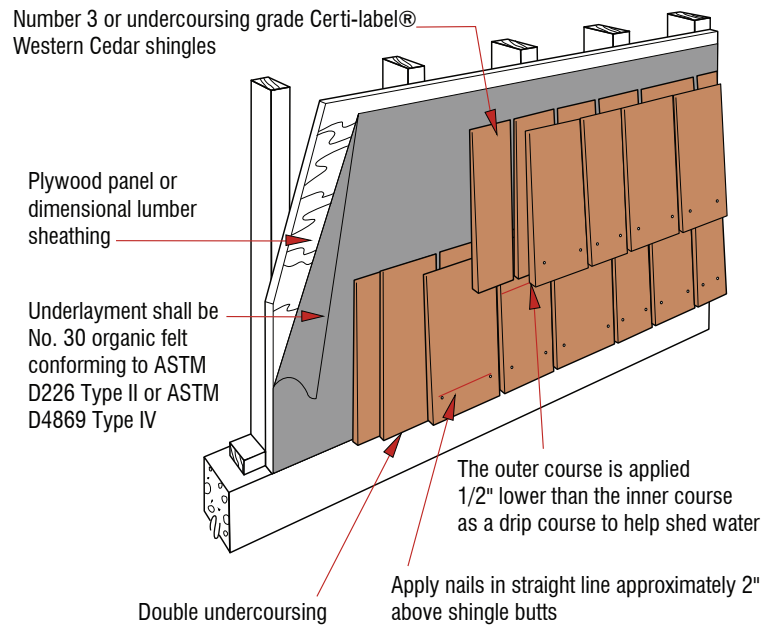 Number 3 or undercoursing grade Certi-label®
Western Cedar shingles
Plywood panel or
dimensional lumber
sheathing
Underlayment shall be
No. 30 organic felt
conforming to ASTM
D226 Type II or ASTM
D4869 Type IV
The outer course is applied
1/2" lower than the inner course
as a drip course to help shed water
Apply nails in straight line approximately 2"
above shingle butts
Double undercoursing